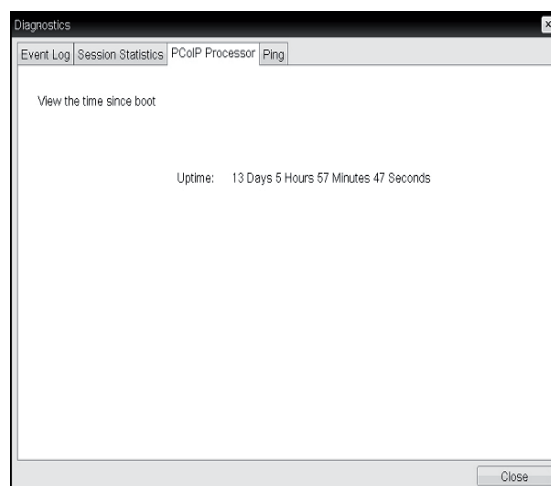 Diagnostics
Event Log Session Statistics PCoIP Processor Ping
View the time since boot
Uptime: 13 Days 5 Hours 57 Minutes 47 Seconds
Close